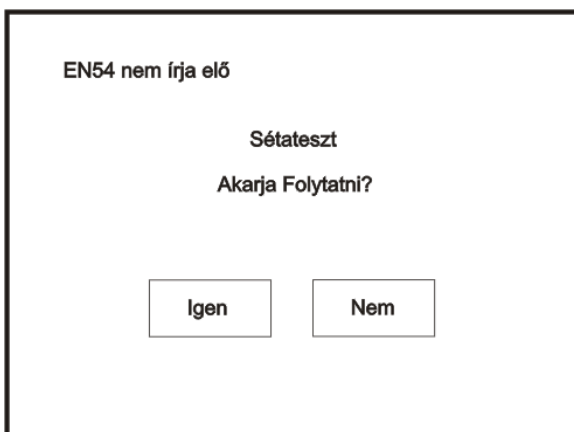 EN54 nem írja elő
Sétateszt
Akarja Folytatni?
Igen
Nem